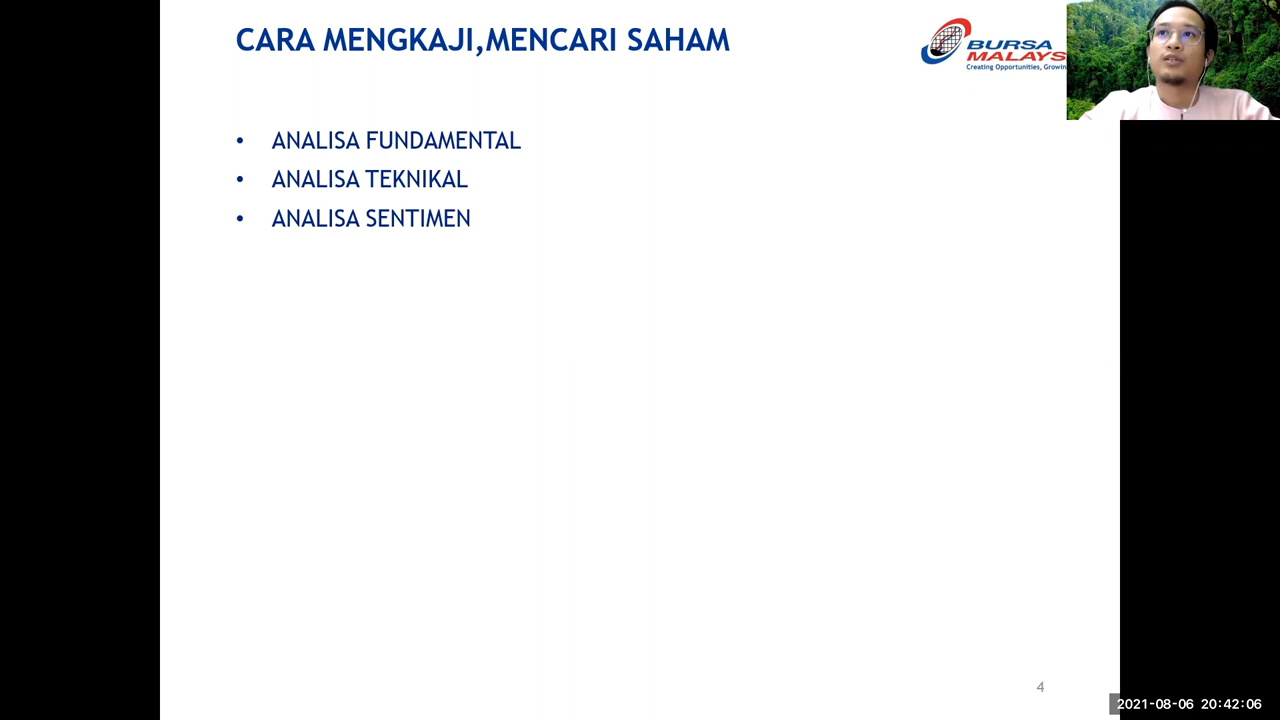 CARA MENGKAJI,MENCARI SAHAM
BURSA
MALAYS
Creating Opportunities, Growin
• ANALISA FUNDAMENTAL
• ANALISA TEKNIKAL
• ANALISA SENTIMEN
4
2021-08-06 20:42:06